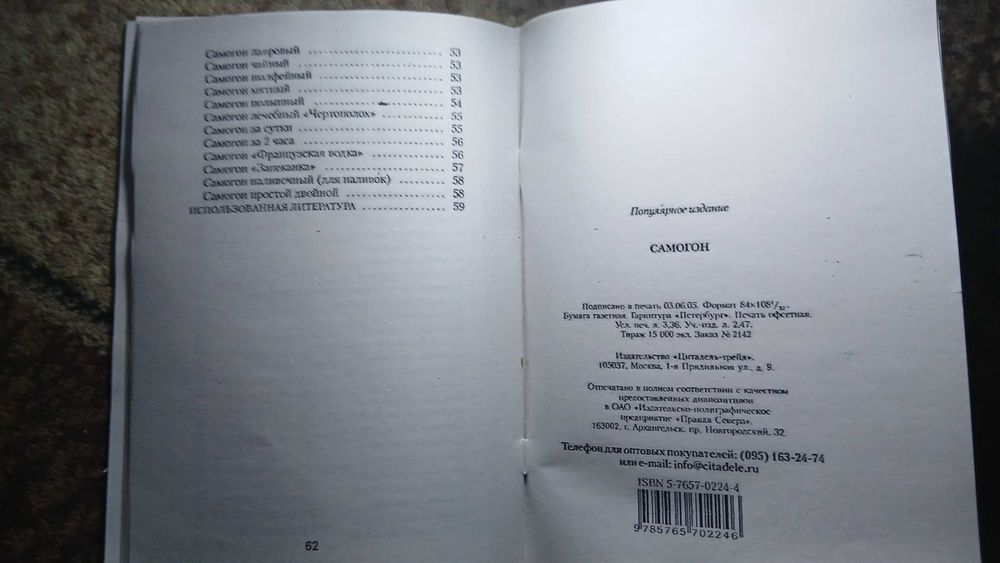 Самогон лавровый ........................ 53
Самогон чайный ........................ 53
Самогон шалфейный ........................ 53
Самогон мятный ........................ 53
Самогон полынный ........................ 54
Самогон лечебный «Чертополох» ............. 55
Самогон за сутки ........................ 55
Самогон за 2 часа ........................ 56
Самогон «Французская водка» ............... 56
Самогон «Запеканка» ........................ 57
Самогон наливочный (для наливок) .......... 58
Самогон простой двойной .................... 58
ИСПОЛЬЗОВАННАЯ ЛИТЕРАТУРА ................. 59
62
Популярное издание
САМОГОН
Подписано в печать 03.06.05. Формат 84×108¹/₃₂.
Бумага газетная. Гарнитура «Петербург». Печать офсетная.
Усл. печ. л. 3,36. Уч.-изд. л. 2,47.
Тираж 15 000 экз. Заказ № 2142
Издательство «Цитадель-трейд».
105037, Москва, 1-я Прядильная ул., д. 9.
Отпечатано в полном соответствии с качеством
предоставленных диапозитивов
в ОАО «Издательско-полиграфическое
предприятие «Правда Севера».
163002, г. Архангельск, пр. Новгородский, 32.
Телефон для оптовых покупателей: (095) 163-24-74
или e-mail: info@citadele.ru
ISBN 5-7657-0224-4
9 785765 702246